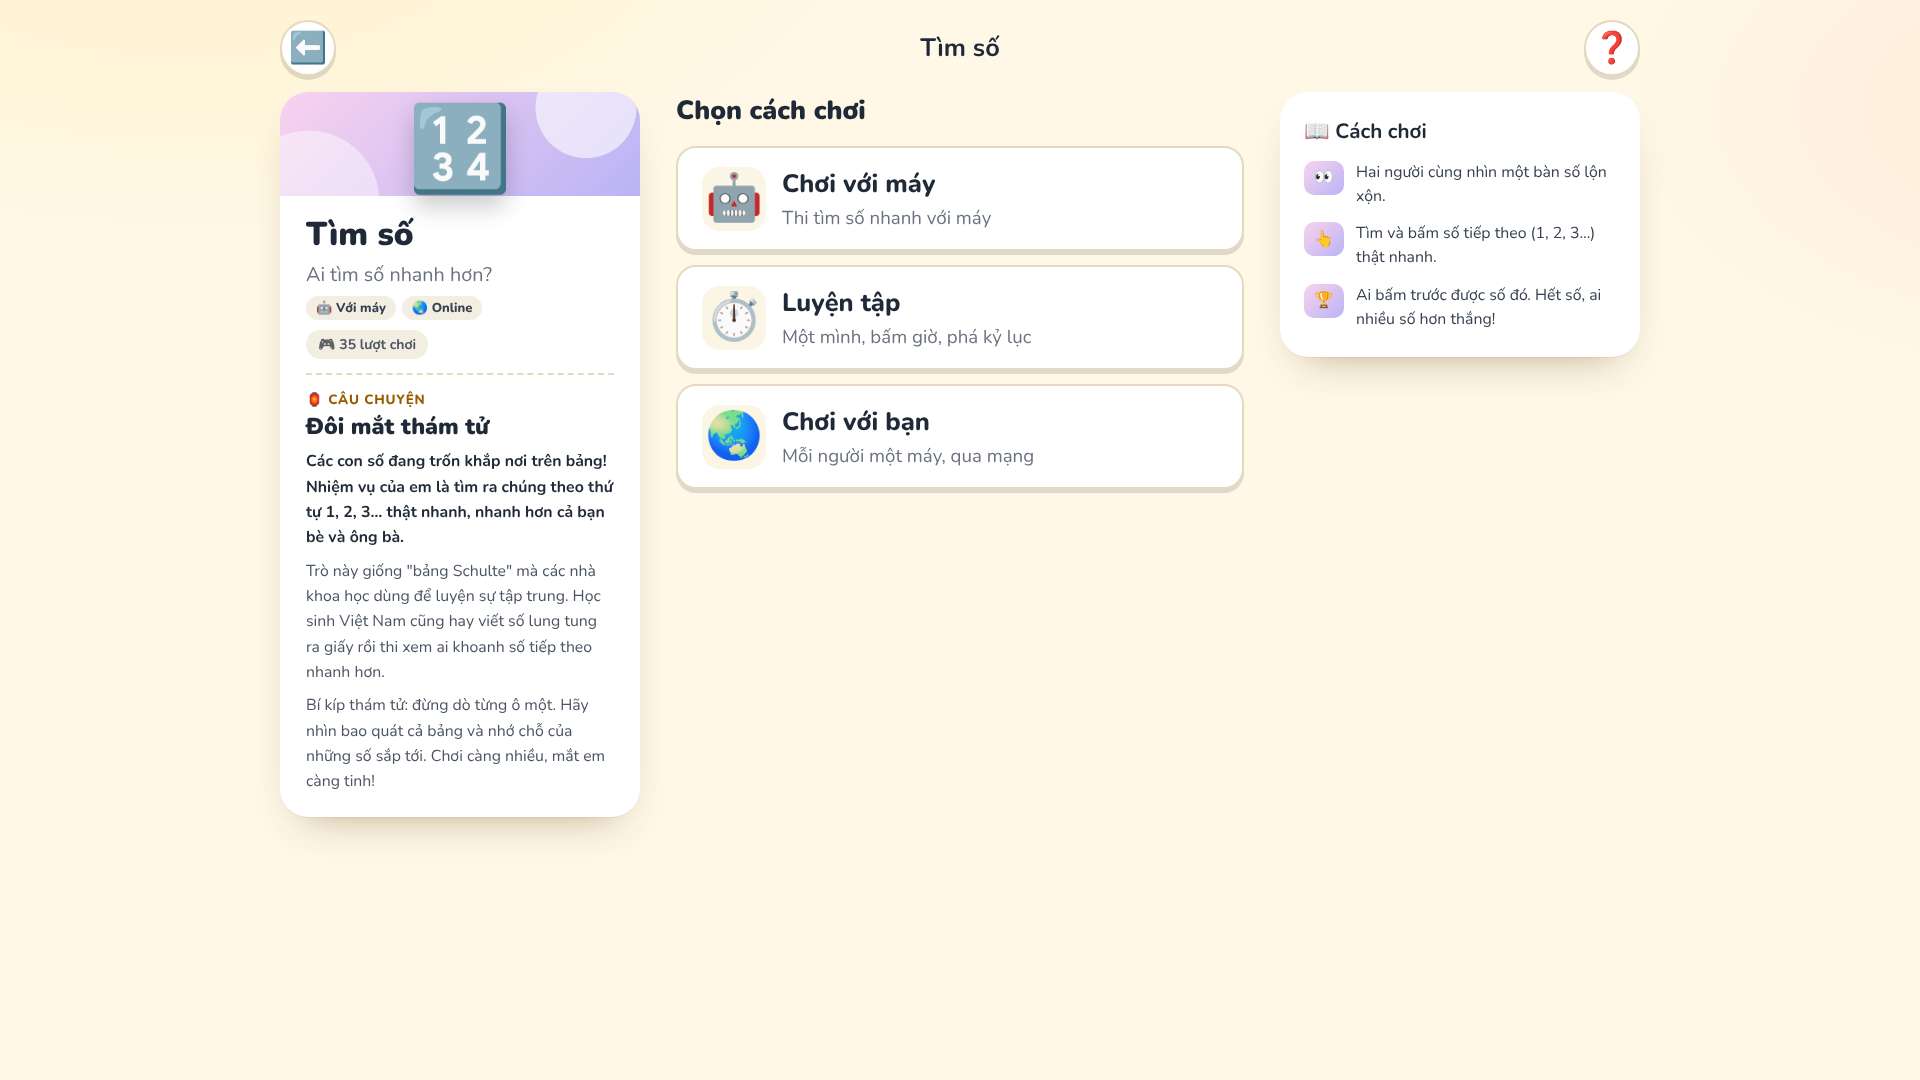 Tìm số
1 2
3 4
Tìm số
Ai tìm số nhanh hơn?
Với máy
Online
35 lượt chơi
CÂU CHUYỆN
Đôi mắt thám tử
Các con số đang trốn khắp nơi trên bảng!
Nhiệm vụ của em là tìm ra chúng theo thứ
tự 1, 2, 3... thật nhanh, nhanh hơn cả bạn
bè và ông bà.
Trò này giống "bảng Schulte" mà các nhà
khoa học dùng để luyện sự tập trung. Học
sinh Việt Nam cũng hay viết số lung tung
ra giấy rồi thi xem ai khoanh số tiếp theo
nhanh hơn.
Bí kíp thám tử: đừng dò từng ô một. Hãy
nhìn bao quát cả bảng và nhớ chỗ của
những số sắp tới. Chơi càng nhiều, mắt em
càng tinh!
Chọn cách chơi
Chơi với máy
Thi tìm số nhanh với máy
Luyện tập
Một mình, bấm giờ, phá kỷ lục
Chơi với bạn
Mỗi người một máy, qua mạng
Cách chơi
Hai người cùng nhìn một bàn số lộn
xộn.
Tìm và bấm số tiếp theo (1, 2, 3...)
thật nhanh.
Ai bấm trước được số đó. Hết số, ai
nhiều số hơn thắng!